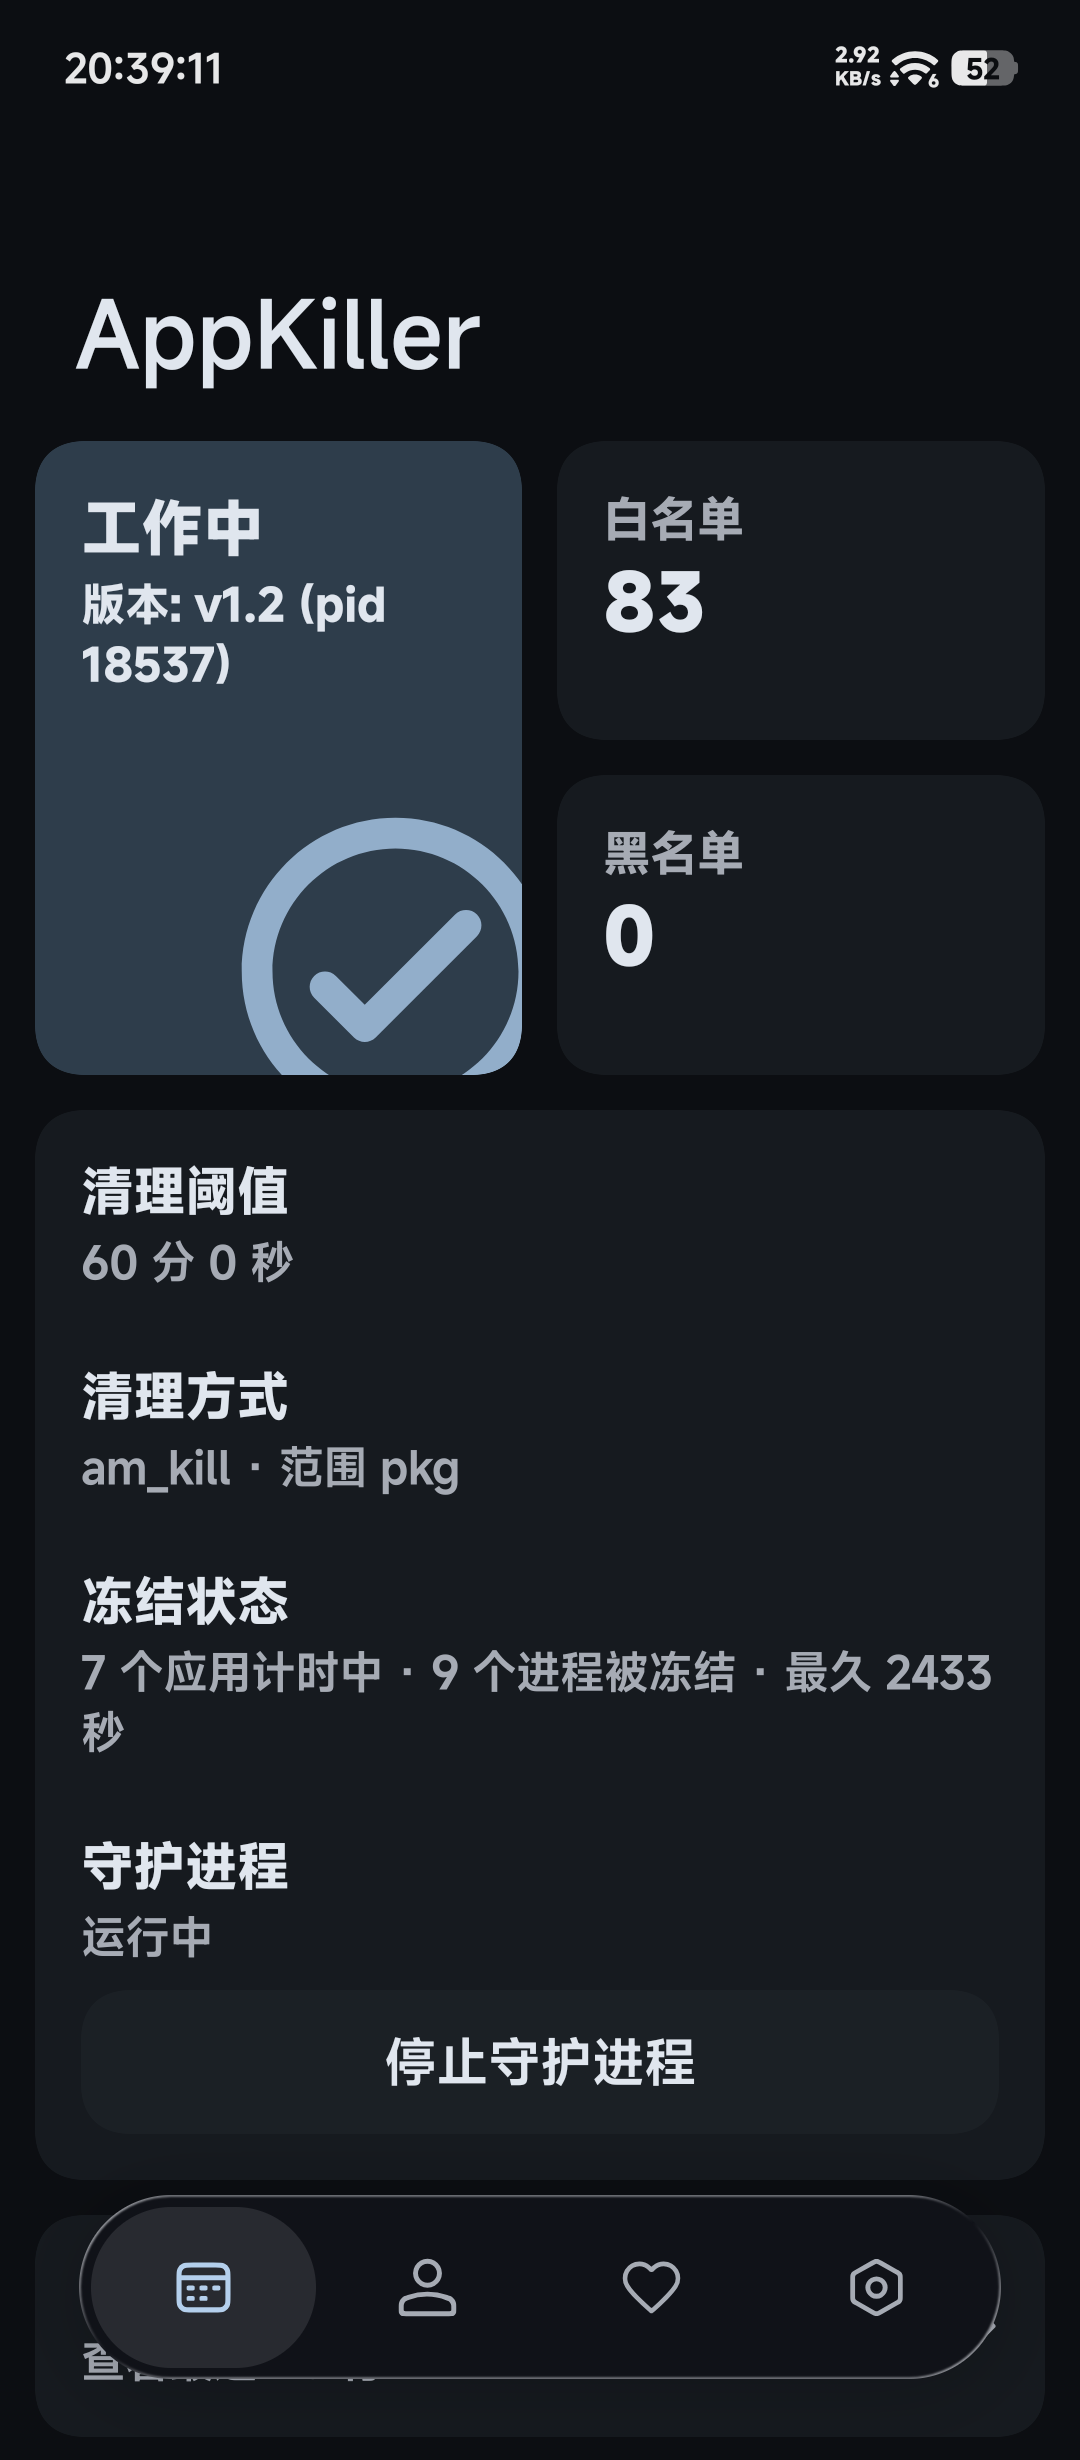 20:39:11
2.92
KB/s
6
52
AppKiller
工作中
版本: v1.2 (pid
18537)
白名单
83
黑名单
0
清理阈值
60 分 0 秒
清理方式
am_kill · 范围 pkg
冻结状态
7 个应用计时中 · 9 个进程被冻结 · 最久 2433
秒
守护进程
运行中
停止守护进程